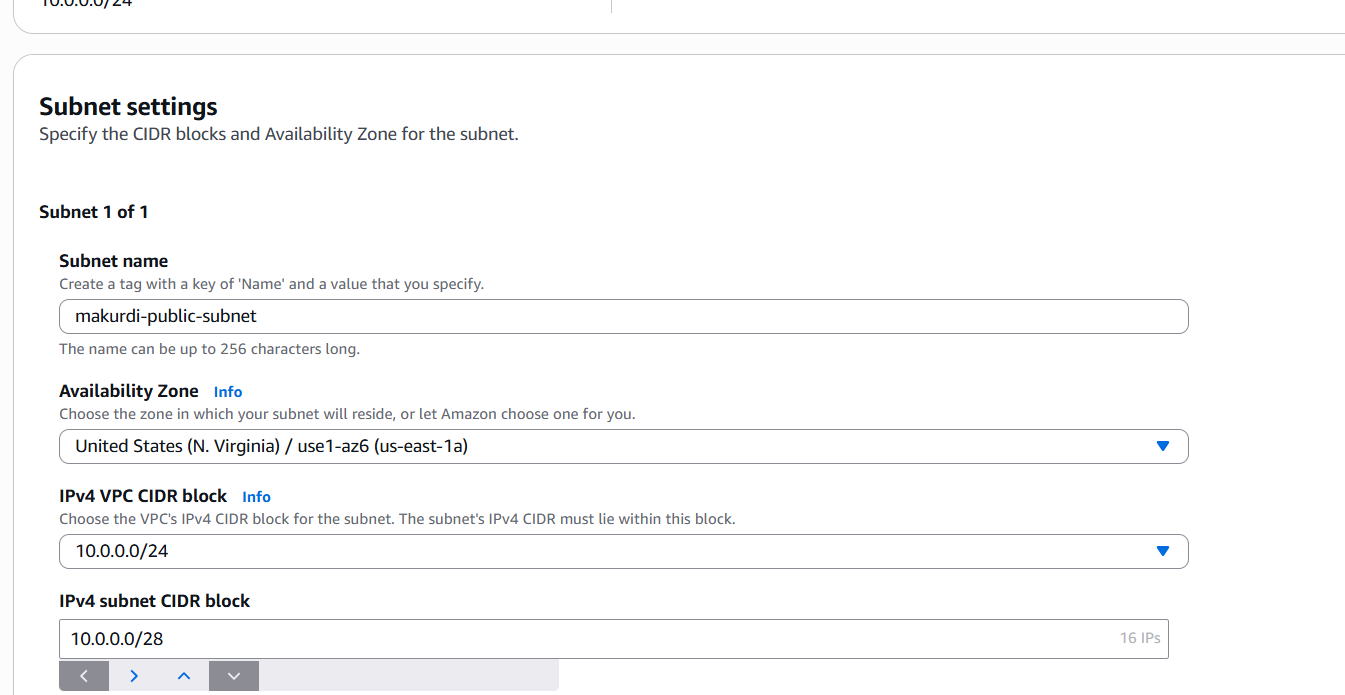 10.0.0.0/24
Subnet settings
Specify the CIDR blocks and Availability Zone for the subnet.
Subnet 1 of 1
Subnet name
Create a tag with a key of 'Name' and a value that you specify.
makurdi-public-subnet
The name can be up to 256 characters long.
Availability Zone Info
Choose the zone in which your subnet will reside, or let Amazon choose one for you.
United States (N. Virginia) / use1-az6 (us-east-1a)
IPv4 VPC CIDR block Info
Choose the VPC's IPv4 CIDR block for the subnet. The subnet's IPv4 CIDR must lie within this block.
10.0.0.0/24
IPv4 subnet CIDR block
10.0.0.0/28 16 IPs